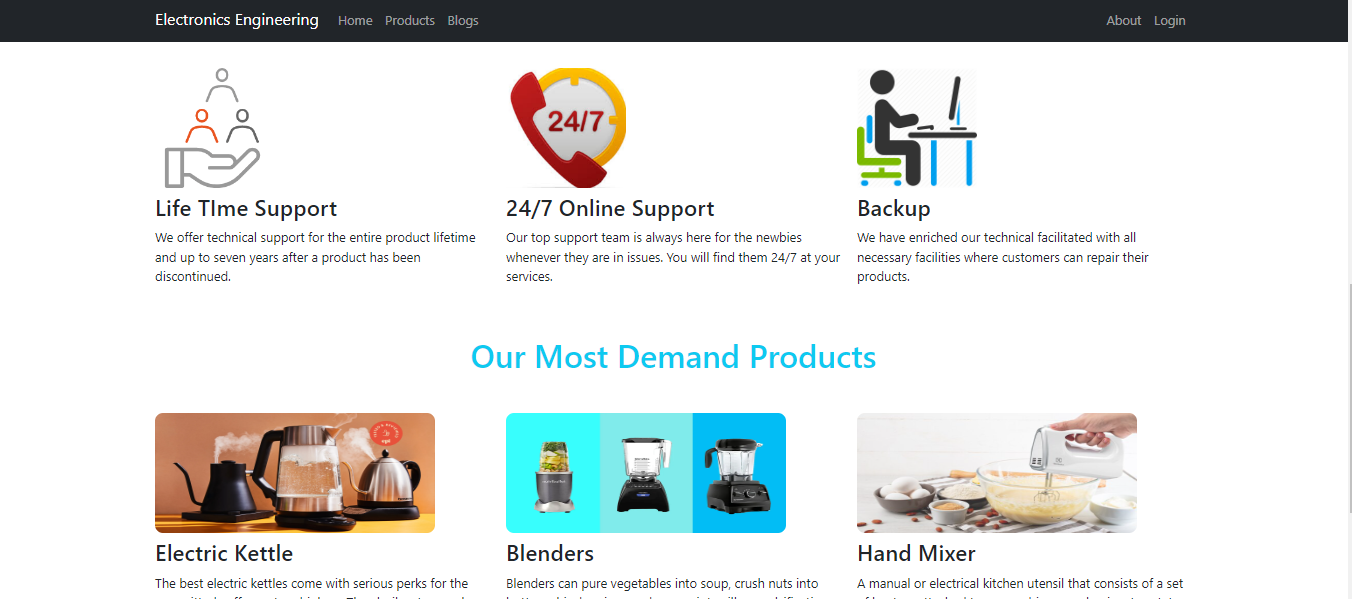 Electronics Engineering Home Products Blogs About Login
24/7
Life TIme Support
We offer technical support for the entire product lifetime
and up to seven years after a product has been
discontinued.
24/7 Online Support
Our top support team is always here for the newbies
whenever they are in issues. You will find them 24/7 at your
services.
Backup
We have enriched our technical facilitated with all
necessary facilities where customers can repair their
products.
Our Most Demand Products
Electric Kettle
The best electric kettles come with serious perks for the
Blenders
Blenders can pure vegetables into soup, crush nuts into
Hand Mixer
A manual or electrical kitchen utensil that consists of a set